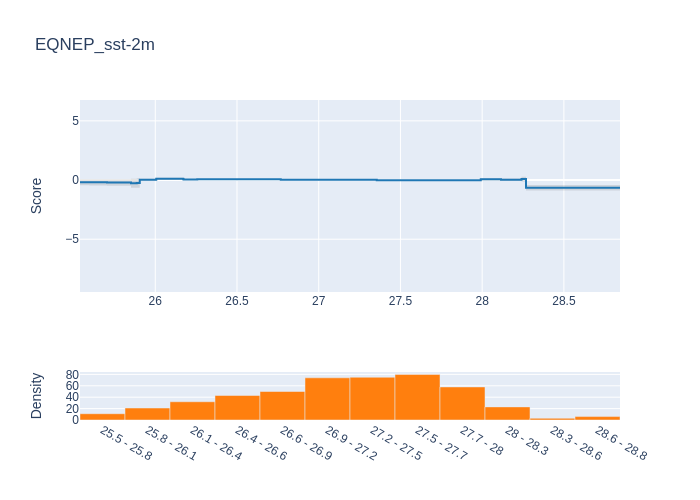 EQNEP_sst-2m
Score
5
0
−5
26
26.5
27
27.5
28
28.5
Density
80
60
40
20
0
25.5 - 25.8
25.8 - 26.1
26.1 - 26.4
26.4 - 26.6
26.6 - 26.9
26.9 - 27.2
27.2 - 27.5
27.5 - 27.7
27.7 - 28
28 - 28.3
28.3 - 28.6
28.6 - 28.8